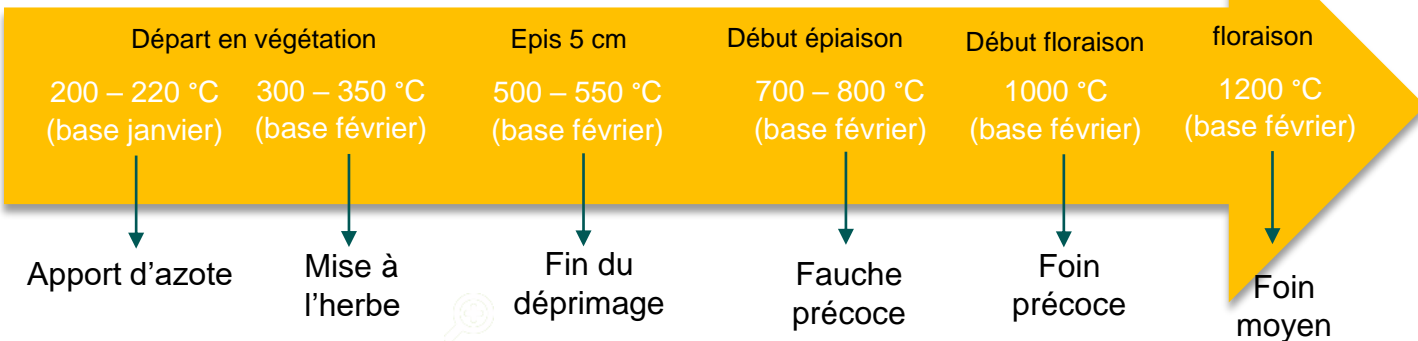 Départ en végétation
Epis 5 cm
Début épiaison
Début floraison
floraison
200 – 220 °C
(base janvier)
300 – 350 °C
(base février)
500 – 550 °C
(base février)
700 – 800 °C
(base février)
1000 °C
(base février)
1200 °C
(base février)
Apport d’azote
Mise à
l’herbe
Fin du
déprimage
Fauche
précoce
Foin
précoce
Foin
moyen